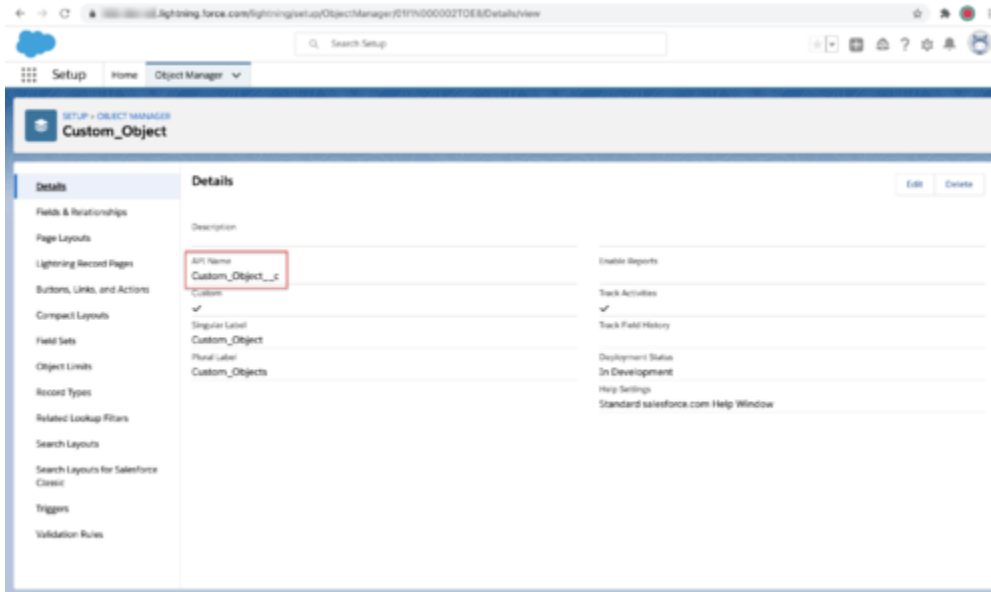 .lightning.force.com/lightning/setup/ObjectManager/
/Details/view
Search Setup
Setup Home Object Manager
SETUP > OBJECT MANAGER
Custom_Object
Details
Fields & Relationships
Page Layouts
Lightning Record Pages
Buttons, Links, and Actions
Compact Layouts
Field Sets
Object Limits
Record Types
Related Lookup Filters
Search Layouts
Search Layouts for Salesforce
Classic
Triggers
Validation Rules
Details
Edit Delete
Description
API Name
Custom_Object__c
Custom
Singular Label
Custom_Object
Plural Label
Custom_Objects
Enable Reports
Track Activities
Track Field History
Deployment Status
In Development
Help Settings
Standard salesforce.com Help Window